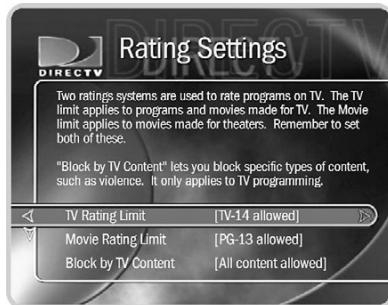 DIRECTV
Rating Settings
DIRECTV
Two ratings systems are used to rate programs on TV. The TV
limit applies to programs and movies made for TV. The Movie
limit applies to movies made for theaters. Remember to set
both of these.
"Block by TV Content" lets you block specific types of content,
such as violence. It only applies to TV programming.
TV Rating Limit [TV-14 allowed]
Movie Rating Limit [PG-13 allowed]
Block by TV Content [All content allowed]